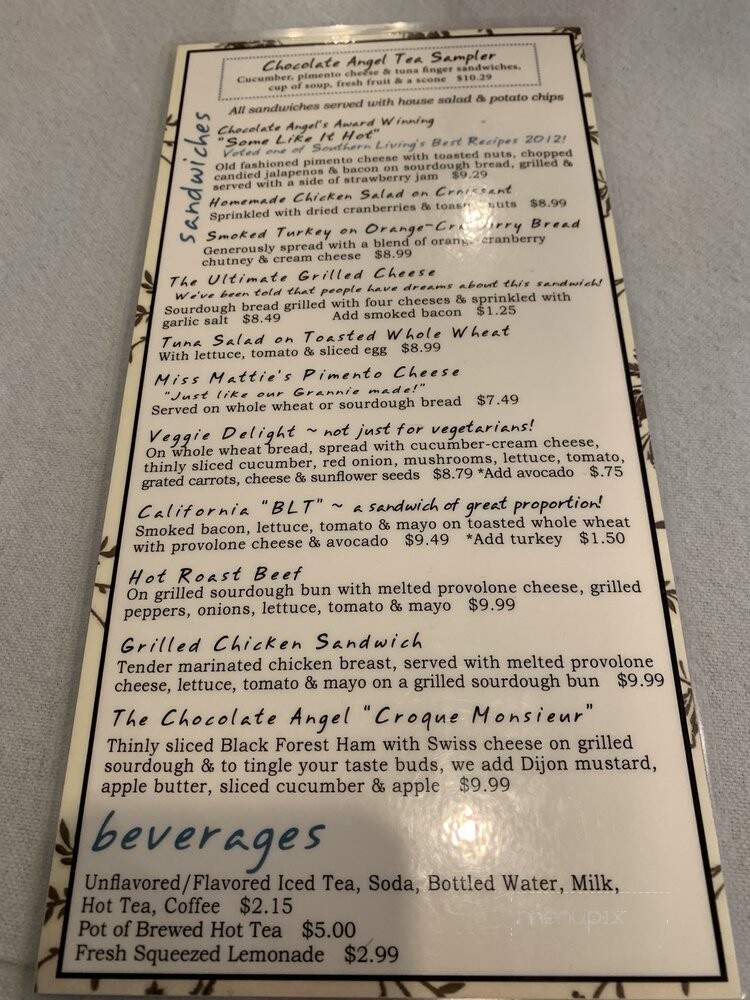 Chocolate Angel Tea Sampler
Cucumber, pimento cheese & tuna finger sandwiches,
cup of soup, fresh fruit & a scone $10.29
sandwiches
All sandwiches served with house salad & potato chips
Chocolate Angel's Award Winning
"Some Like It Hot"
Voted one of Southern Living's Best Recipes 2012!
Old fashioned pimento cheese with toasted nuts, chopped
candied jalapenos & bacon on sourdough bread, grilled &
served with a side of strawberry jam $9.29
Homemade Chicken Salad on Croissant
Sprinkled with dried cranberries & toasted nuts $8.99
Smoked Turkey on Orange-Cranberry Bread
Generously spread with a blend of orange cranberry
chutney & cream cheese $8.99
The Ultimate Grilled Cheese
We've been told that people have dreams about this sandwich!
Sourdough bread grilled with four cheeses & sprinkled with
garlic salt $8.49 Add smoked bacon $1.25
Tuna Salad on Toasted Whole Wheat
With lettuce, tomato & sliced egg $8.99
Miss Mattie's Pimento Cheese
"Just like our Grannie made!"
Served on whole wheat or sourdough bread $7.49
Veggie Delight ~ not just for vegetarians!
On whole wheat bread, spread with cucumber-cream cheese,
thinly sliced cucumber, red onion, mushrooms, lettuce, tomato,
grated carrots, cheese & sunflower seeds $8.79 *Add avocado $.75
California "BLT" ~ a sandwich of great proportion!
Smoked bacon, lettuce, tomato & mayo on toasted whole wheat
with provolone cheese & avocado $9.49 *Add turkey $1.50
Hot Roast Beef
On grilled sourdough bun with melted provolone cheese, grilled
peppers, onions, lettuce, tomato & mayo $9.99
Grilled Chicken Sandwich
Tender marinated chicken breast, served with melted provolone
cheese, lettuce, tomato & mayo on a grilled sourdough bun $9.99
The Chocolate Angel "Croque Monsieur"
Thinly sliced Black Forest Ham with Swiss cheese on grilled
sourdough & to tingle your taste buds, we add Dijon mustard,
apple butter, sliced cucumber & apple $9.99
beverages
Unflavored/Flavored Iced Tea, Soda, Bottled Water, Milk,
Hot Tea, Coffee $2.15
Pot of Brewed Hot Tea $5.00
Fresh Squeezed Lemonade $2.99
menupix